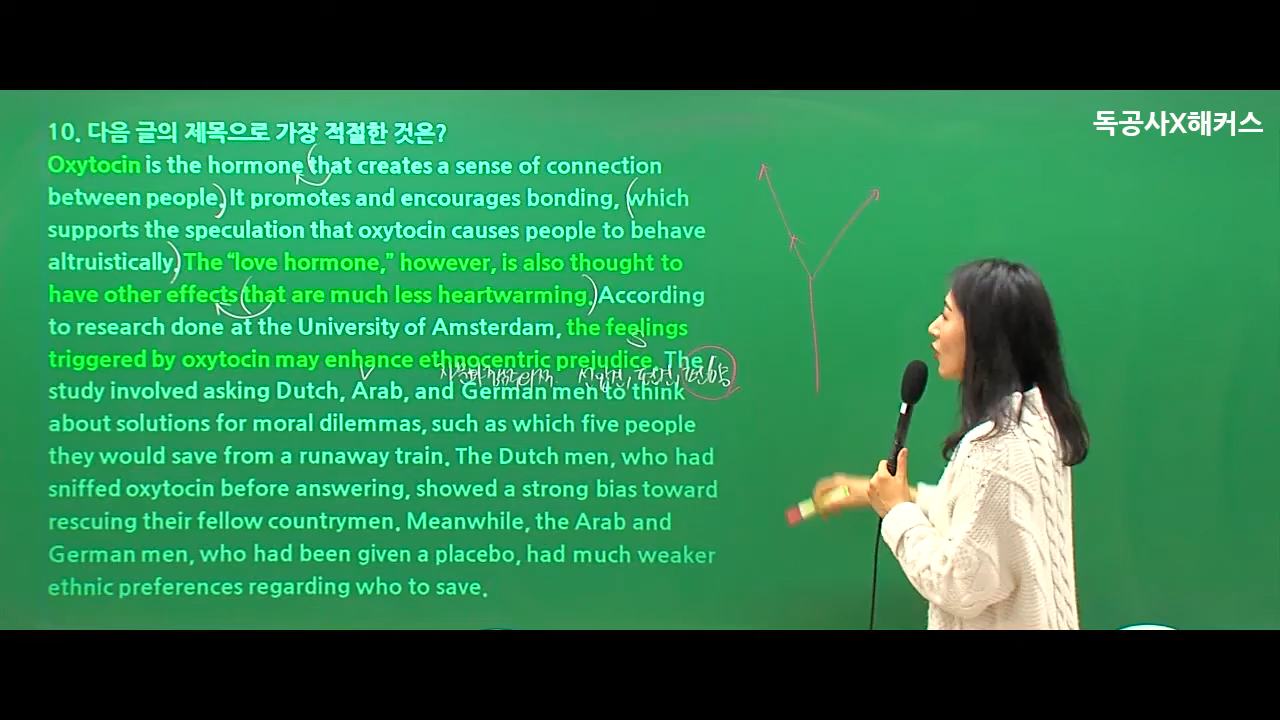 독공사X해커스
10. 다음 글의 제목으로 가장 적절한 것은?
Oxytocin is the hormone that creates a sense of connection
between people. It promotes and encourages bonding, which
supports the speculation that oxytocin causes people to behave
altruistically. The “love hormone,” however, is also thought to
have other effects that are much less heartwarming. According
to research done at the University of Amsterdam, the feelings
triggered by oxytocin may enhance ethnocentric prejudice. The
study involved asking Dutch, Arab, and German men to think
about solutions for moral dilemmas, such as which five people
they would save from a runaway train. The Dutch men, who had
sniffed oxytocin before answering, showed a strong bias toward
rescuing their fellow countrymen. Meanwhile, the Arab and
German men, who had been given a placebo, had much weaker
ethnic preferences regarding who to save.